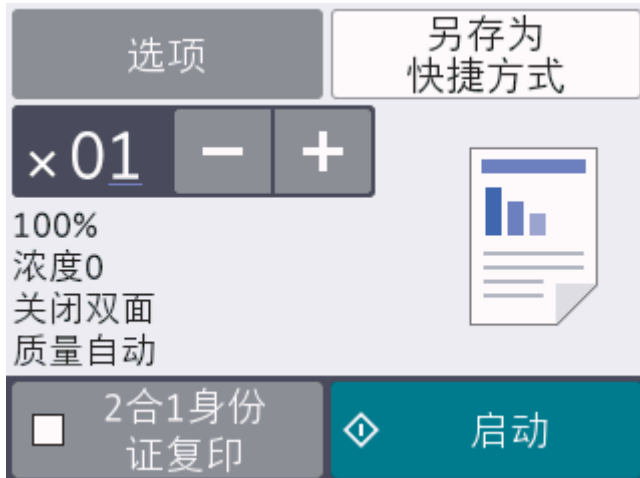 选项
另存为
快捷方式
×01
100%
浓度0
关闭双面
质量自动
2合1身份
证复印
启动